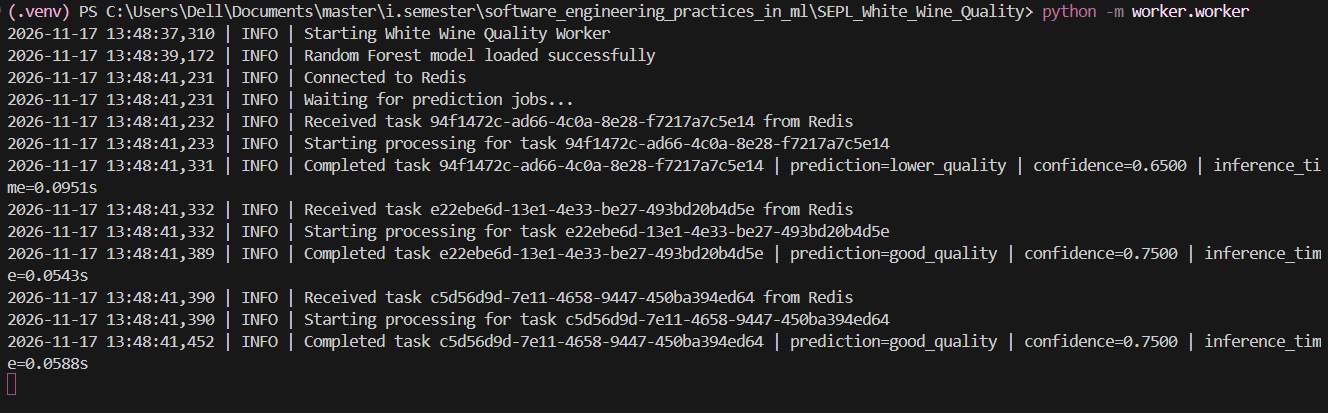 (.venv) PS C:\Users\Dell\Documents\master\i.semester\software_engineering_practices_in_ml\SEPL_White_Wine_Quality> python -m worker.worker
2026-11-17 13:48:37,310 | INFO | Starting White Wine Quality Worker
2026-11-17 13:48:39,172 | INFO | Random Forest model loaded successfully
2026-11-17 13:48:41,231 | INFO | Connected to Redis
2026-11-17 13:48:41,231 | INFO | Waiting for prediction jobs...
2026-11-17 13:48:41,232 | INFO | Received task 94f1472c-ad66-4c0a-8e28-f7217a7c5e14 from Redis
2026-11-17 13:48:41,233 | INFO | Starting processing for task 94f1472c-ad66-4c0a-8e28-f7217a7c5e14
2026-11-17 13:48:41,331 | INFO | Completed task 94f1472c-ad66-4c0a-8e28-f7217a7c5e14 | prediction=lower_quality | confidence=0.6500 | inference_ti
me=0.0951s
2026-11-17 13:48:41,332 | INFO | Received task e22ebe6d-13e1-4e33-be27-493bd20b4d5e from Redis
2026-11-17 13:48:41,332 | INFO | Starting processing for task e22ebe6d-13e1-4e33-be27-493bd20b4d5e
2026-11-17 13:48:41,389 | INFO | Completed task e22ebe6d-13e1-4e33-be27-493bd20b4d5e | prediction=good_quality | confidence=0.7500 | inference_tim
e=0.0543s
2026-11-17 13:48:41,390 | INFO | Received task c5d56d9d-7e11-4658-9447-450ba394ed64 from Redis
2026-11-17 13:48:41,390 | INFO | Starting processing for task c5d56d9d-7e11-4658-9447-450ba394ed64
2026-11-17 13:48:41,452 | INFO | Completed task c5d56d9d-7e11-4658-9447-450ba394ed64 | prediction=good_quality | confidence=0.7500 | inference_tim
e=0.0588s